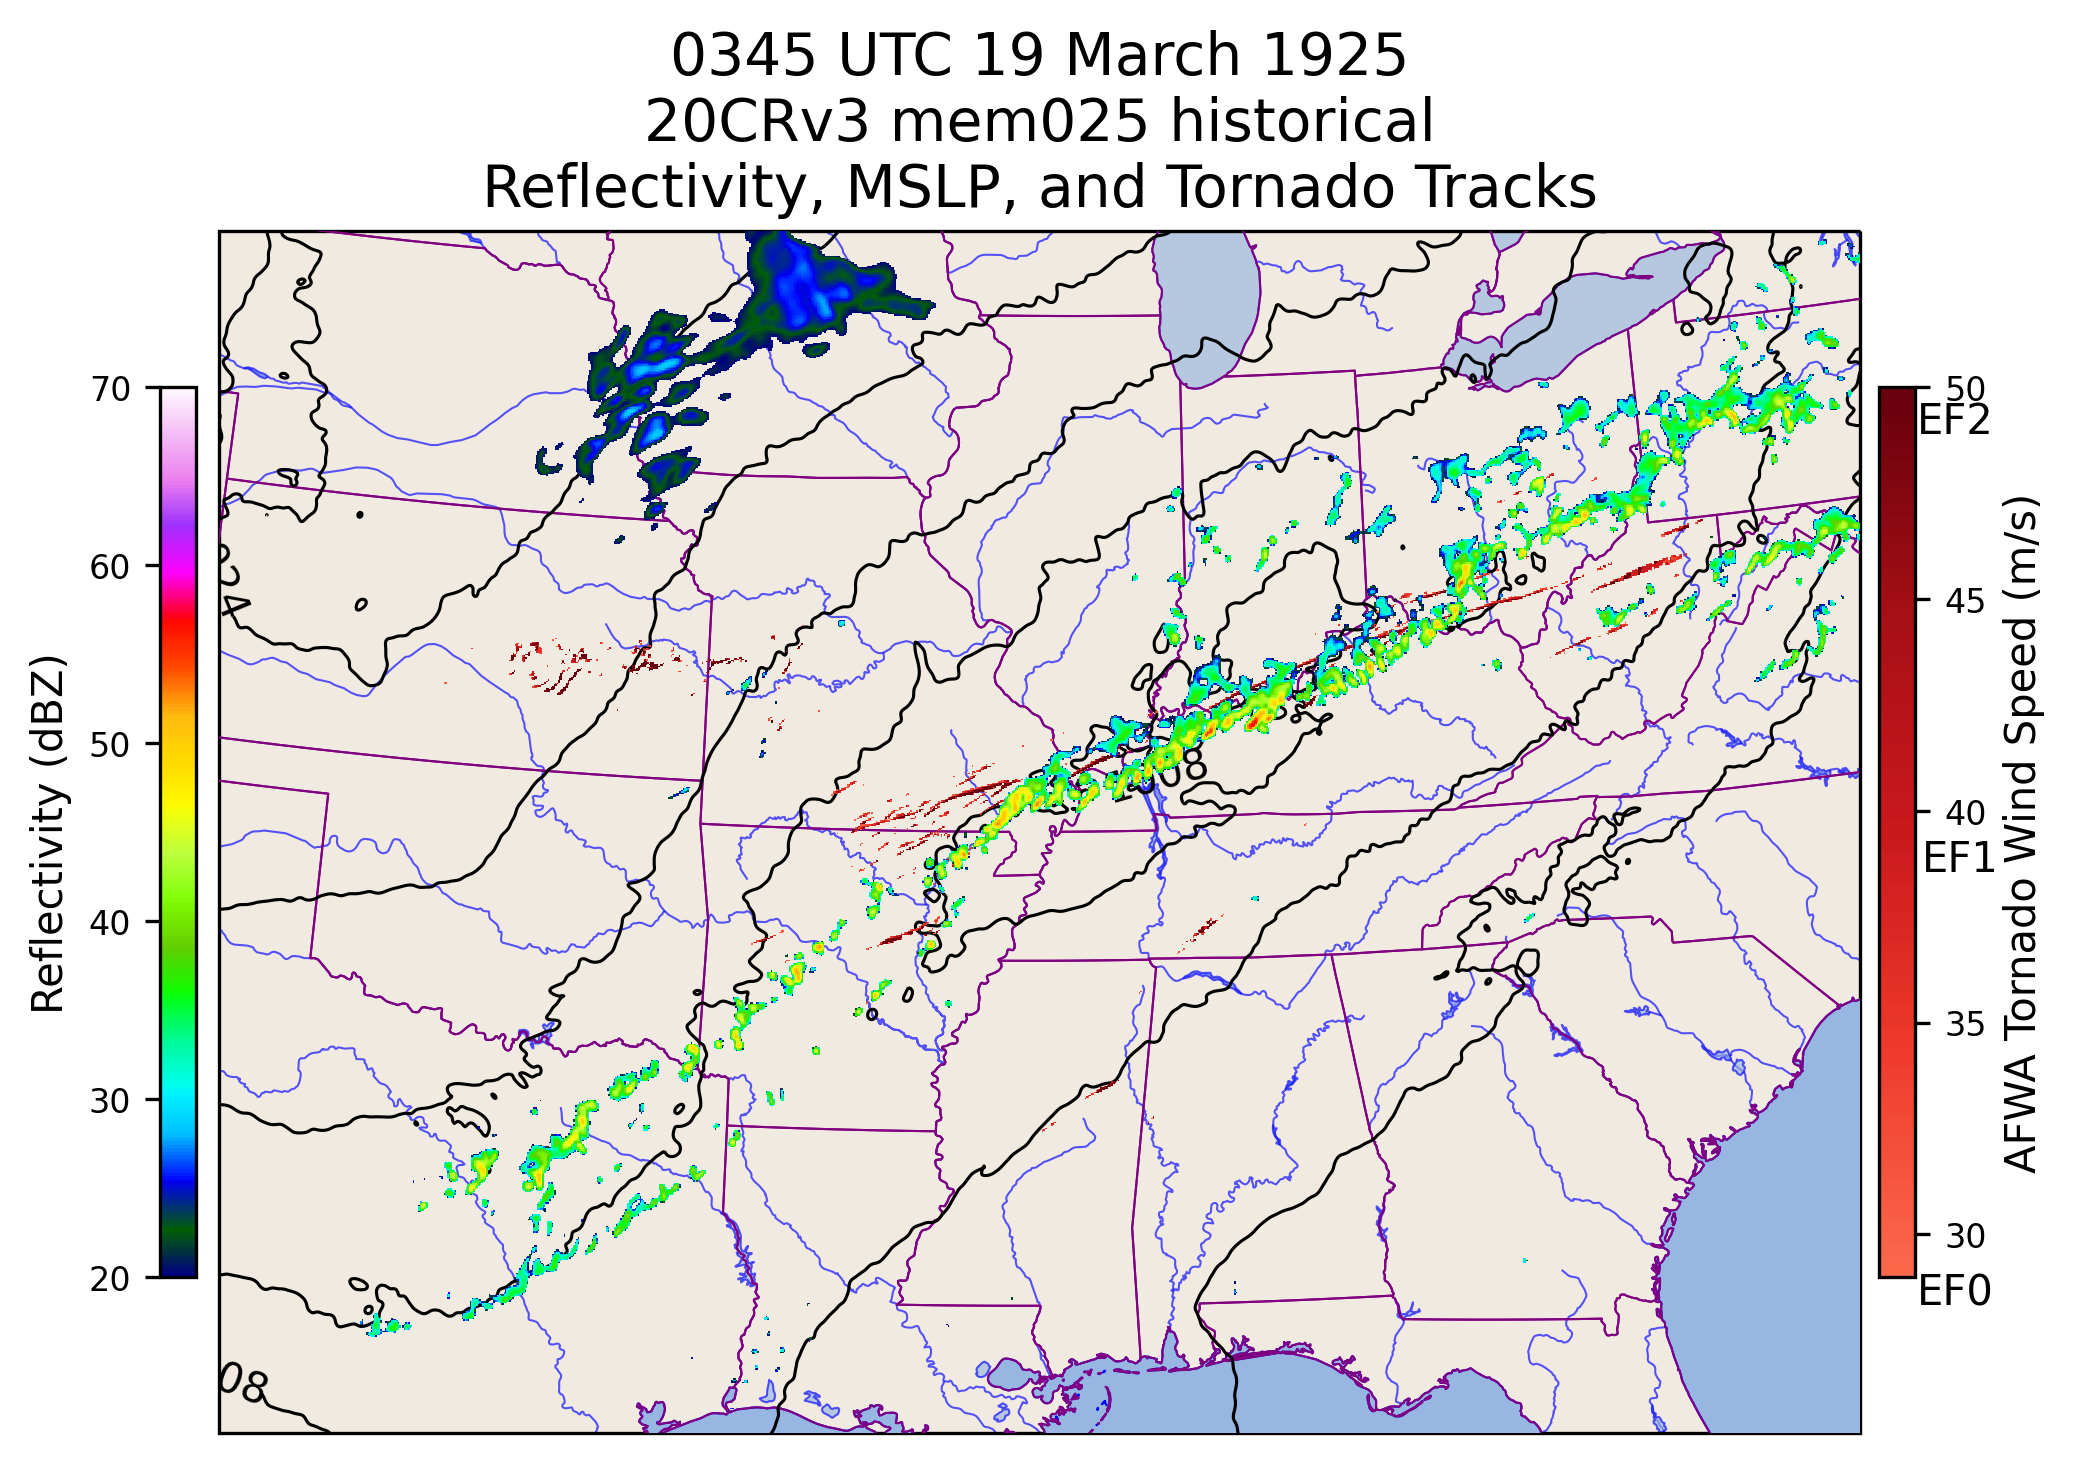 0345 UTC 19 March 1925
20CRv3 mem025 historical
Reflectivity, MSLP, and Tornado Tracks
Reflectivity (dBZ)
70
60
50
40
30
20
024
08
50
EF2
45
40
EF1
35
30
EF0
AFWA Tornado Wind Speed (m/s)